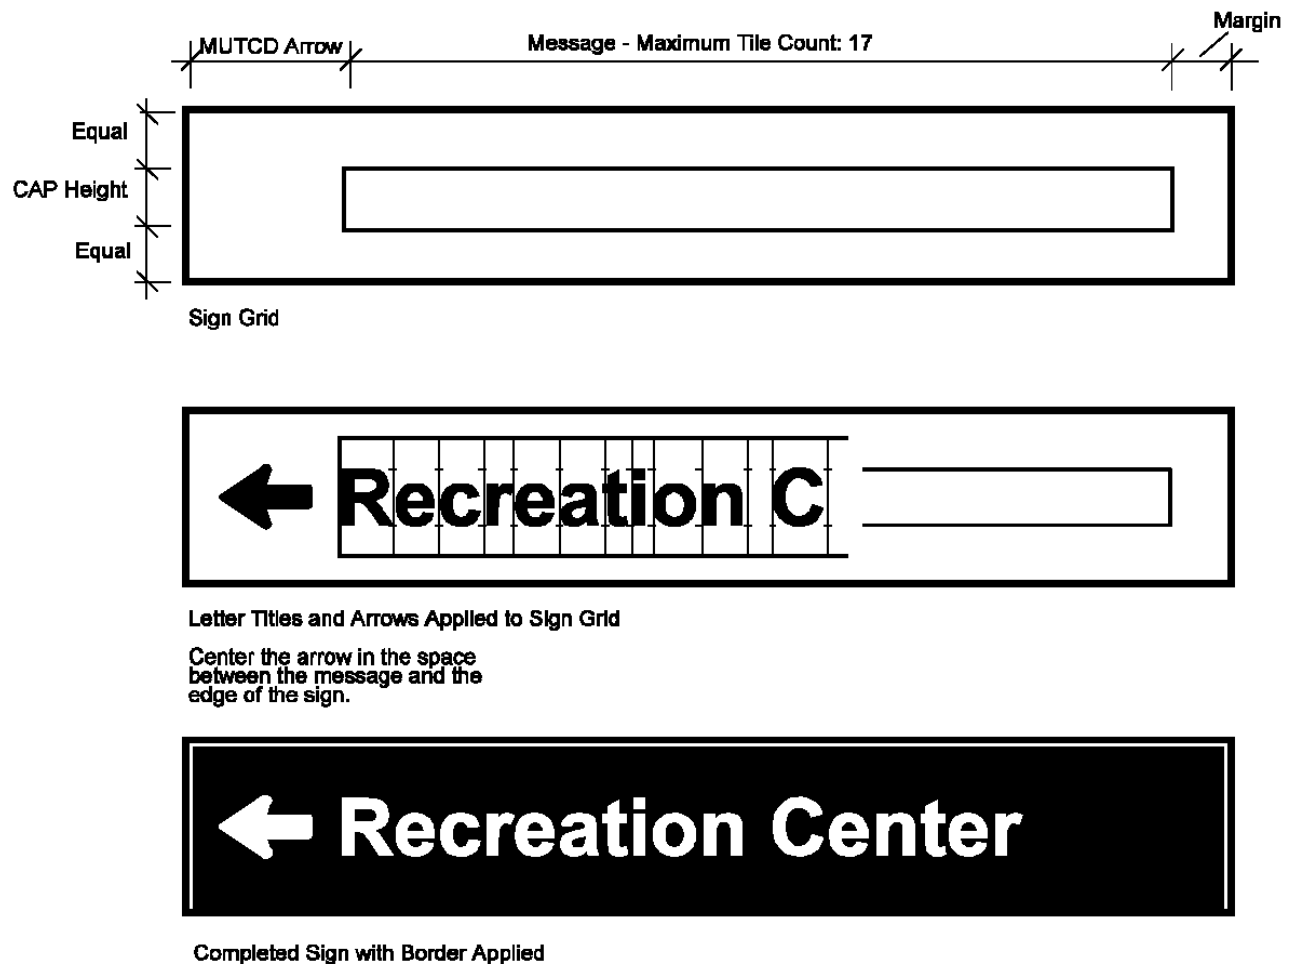 Margin
MUTCD Arrow
Message - Maximum Tile Count: 17
Equal
CAP Height
Equal
Sign Grid
Recreation C
Letter Titles and Arrows Applied to Sign Grid
Center the arrow in the space
between the message and the
edge of the sign.
Recreation Center
Completed Sign with Border Applied